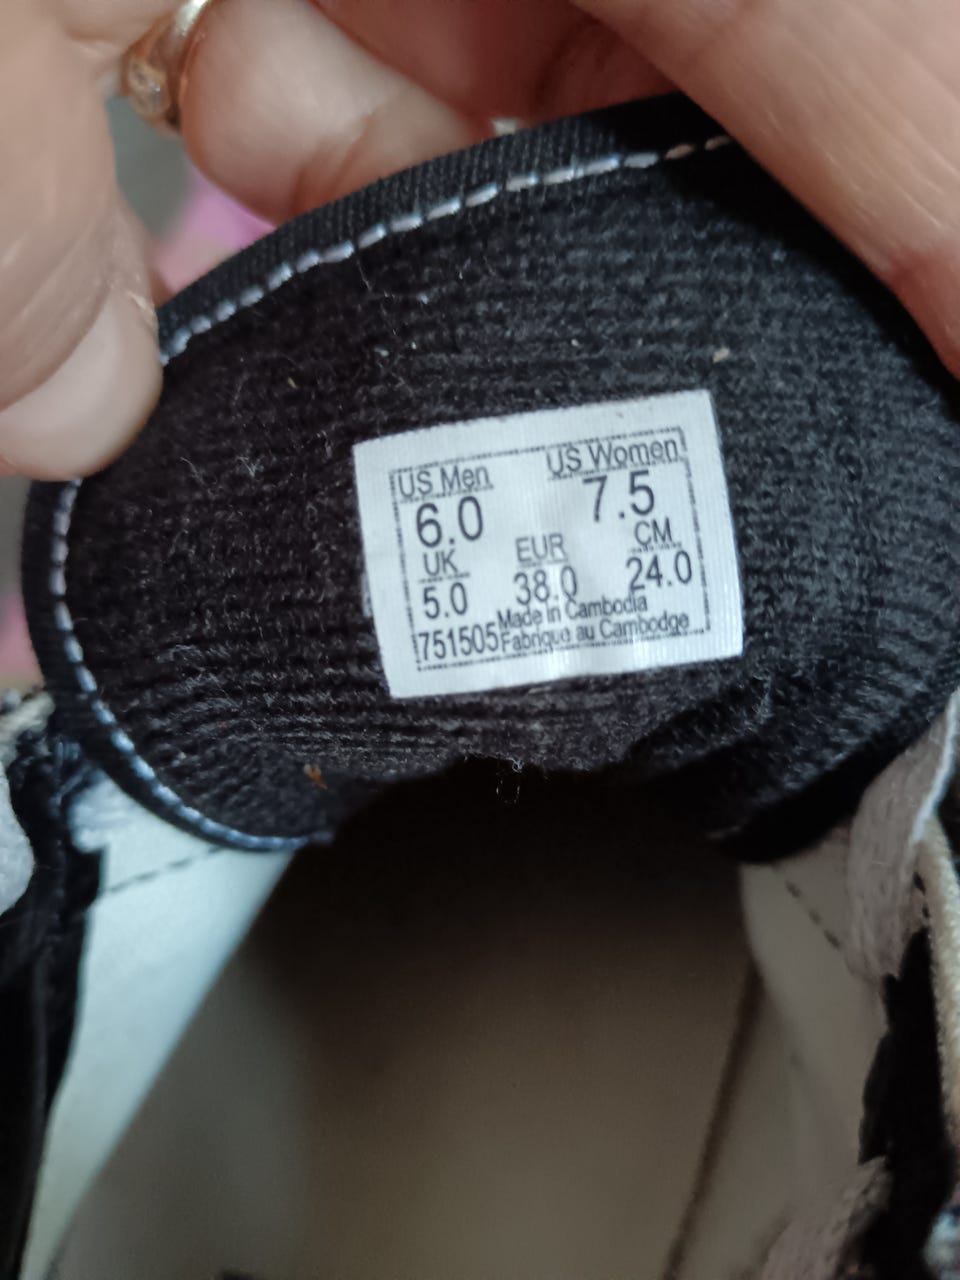 US Men US Women
6.0 7.5
UK EUR CM
5.0 38.0 24.0
Made in Cambodia
751505 Fabrique au Cambodge